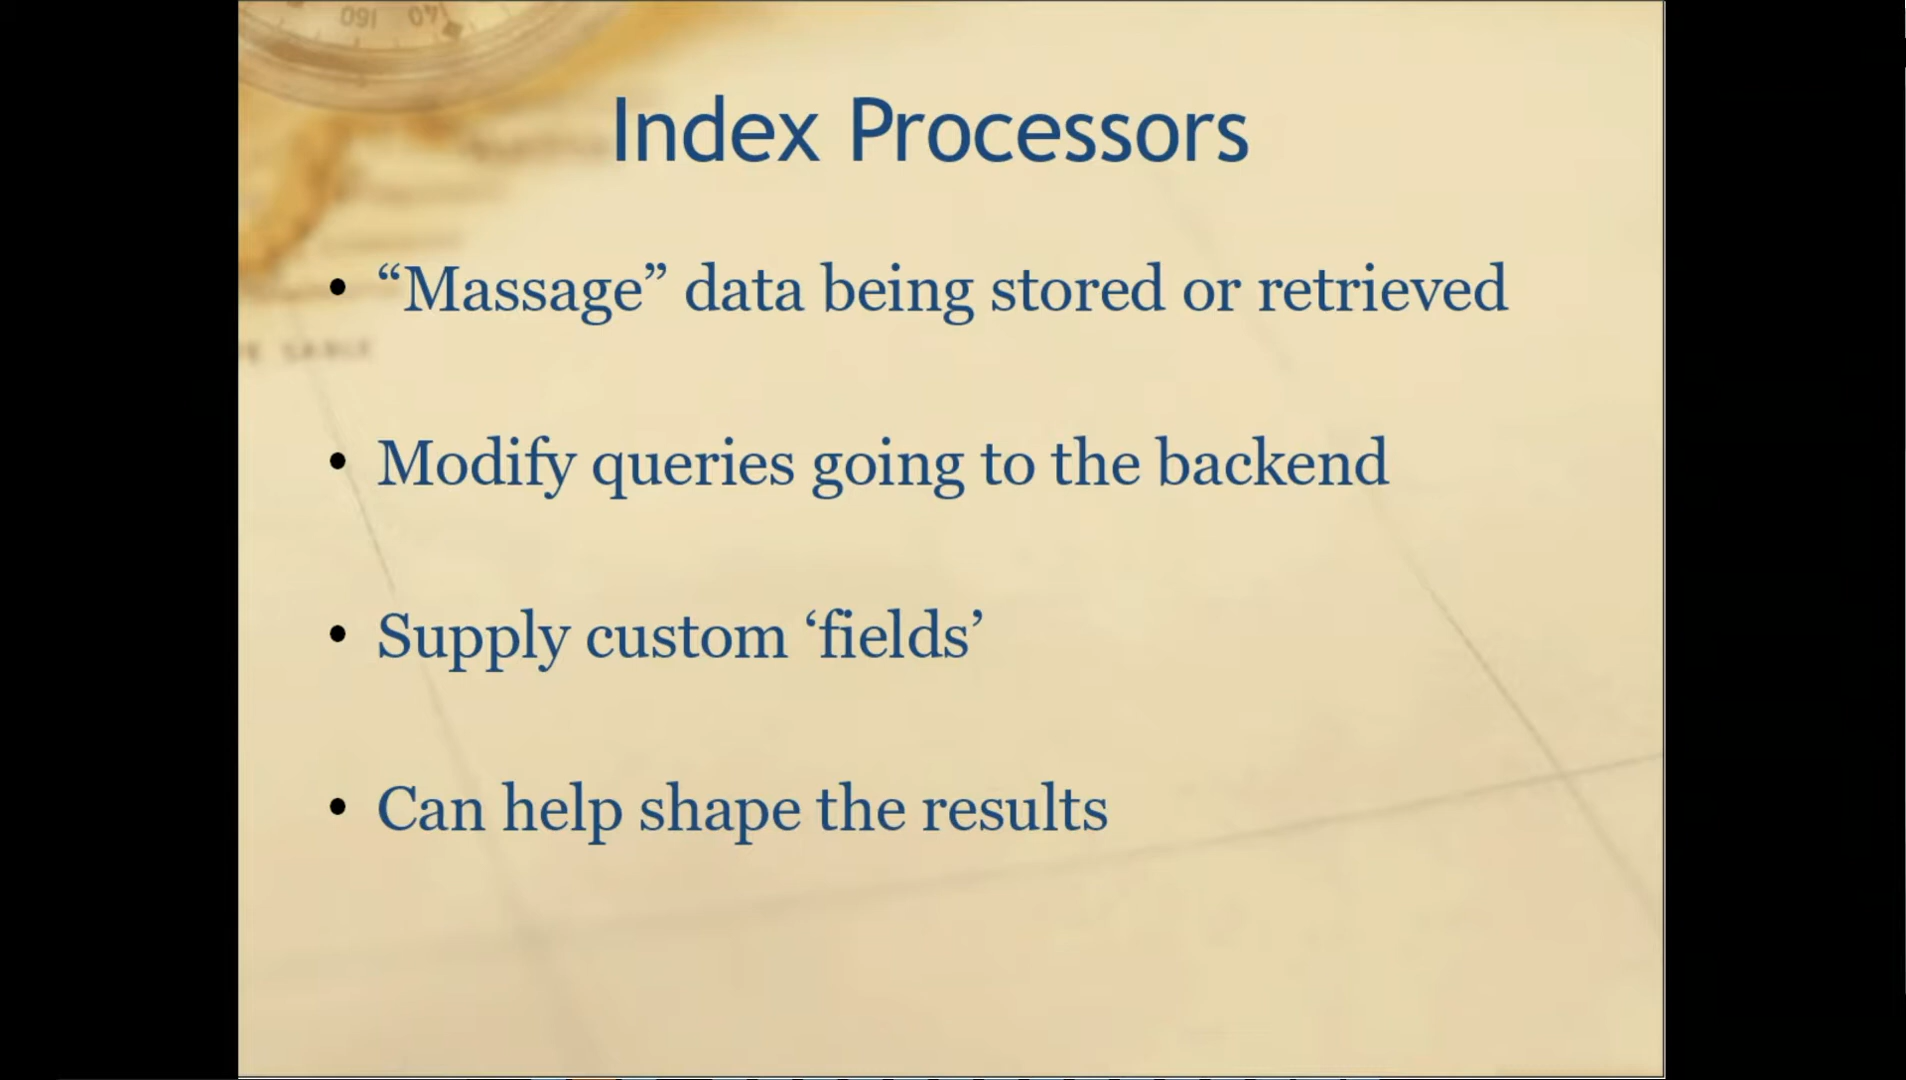 Index Processors
• “Massage” data being stored or retrieved
• Modify queries going to the backend
• Supply custom ‘fields’
• Can help shape the results